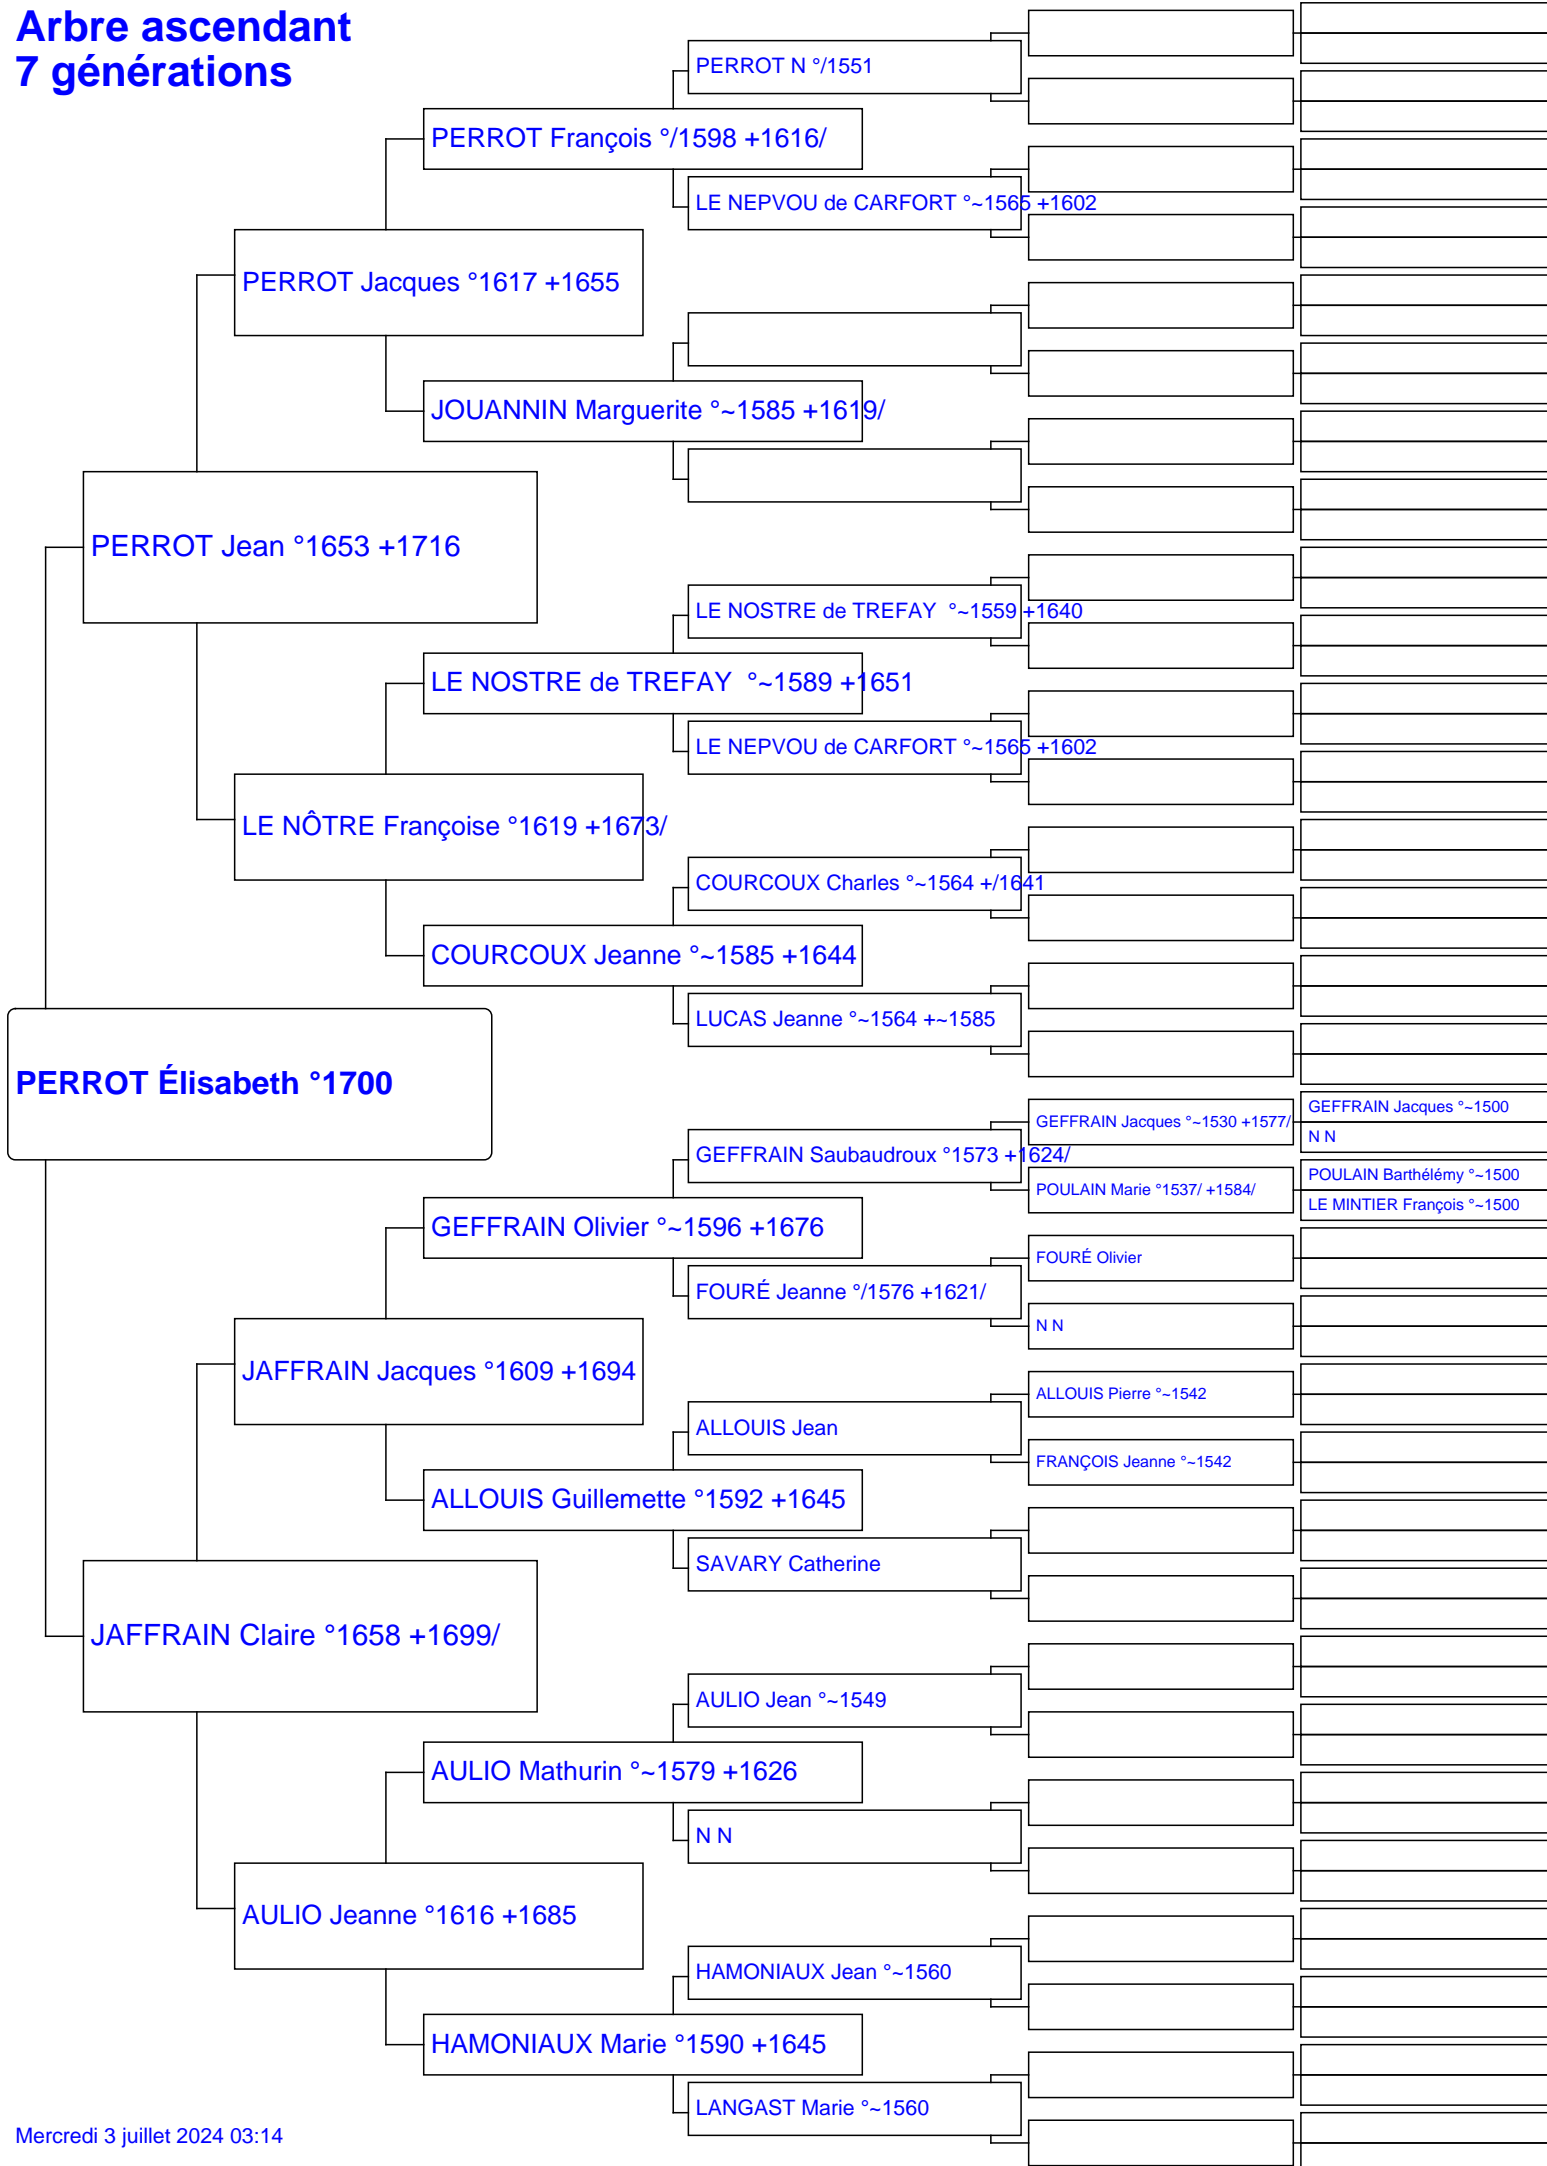 Arbre ascendant
7 générations
PERROT N °/1551
PERROT François °/1598 +1616/
LE NEPVOU de CARFORT °~1565 +1602
PERROT Jacques °1617 +1655
JOUANNIN Marguerite °~1585 +1619/
PERROT Jean °1653 +1716
LE NOSTRE de TREFAY  °~1559 +1640
LE NOSTRE de TREFAY  °~1589 +1651
LE NEPVOU de CARFORT °~1565 +1602
LE NÔTRE Françoise °1619 +1673/
COURCOUX Charles °~1564 +/1641
COURCOUX Jeanne °~1585 +1644
LUCAS Jeanne °~1564 +~1585
PERROT Élisabeth °1700
GEFFRAIN Jacques °~1500
GEFFRAIN Jacques °~1530 +1577/
N N
GEFFRAIN Saubaudroux °1573 +1624/
POULAIN Barthélémy °~1500
POULAIN Marie °1537/ +1584/
LE MINTIER François °~1500
GEFFRAIN Olivier °~1596 +1676
FOURÉ Olivier
FOURÉ Jeanne °/1576 +1621/
N N
JAFFRAIN Jacques °1609 +1694
ALLOUIS Pierre °~1542
ALLOUIS Jean
FRANÇOIS Jeanne °~1542
ALLOUIS Guillemette °1592 +1645
SAVARY Catherine
JAFFRAIN Claire °1658 +1699/
AULIO Jean °~1549
AULIO Mathurin °~1579 +1626
N N
AULIO Jeanne °1616 +1685
HAMONIAUX Jean °~1560
HAMONIAUX Marie °1590 +1645
LANGAST Marie °~1560
Mercredi 3 juillet 2024 03:14